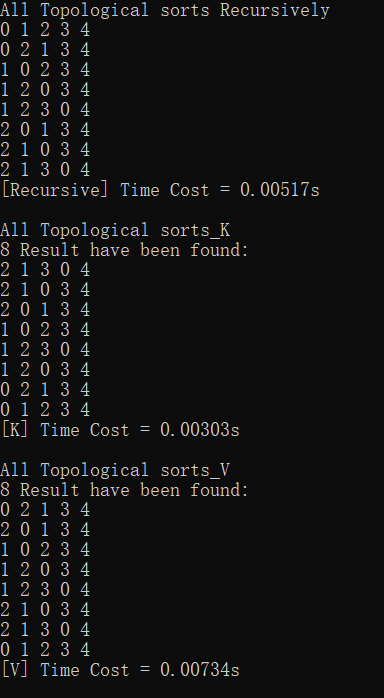 All Topological sorts Recursively
0 1 2 3 4
0 2 1 3 4
1 0 2 3 4
1 2 0 3 4
1 2 3 0 4
2 0 1 3 4
2 1 0 3 4
2 1 3 0 4
[Recursive] Time Cost = 0.00517s

All Topological sorts_K
8 Result have been found:
2 1 3 0 4
2 1 0 3 4
2 0 1 3 4
1 0 2 3 4
1 2 3 0 4
1 2 0 3 4
0 2 1 3 4
0 1 2 3 4
[K] Time Cost = 0.00303s

All Topological sorts_V
8 Result have been found:
0 2 1 3 4
2 0 1 3 4
1 0 2 3 4
1 2 0 3 4
1 2 3 0 4
2 1 0 3 4
2 1 3 0 4
0 1 2 3 4
[V] Time Cost = 0.00734s